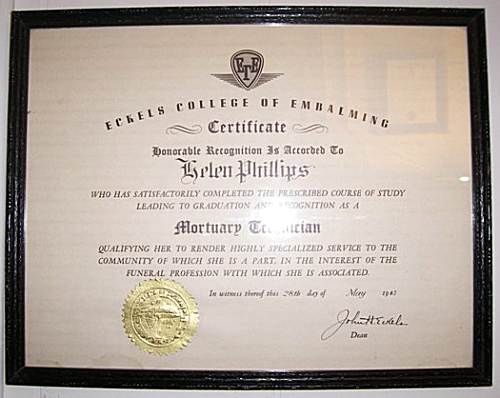 ETE
ECKELS COLLEGE OF EMBALMING
Certificate
Honorable Recognition Is Accorded To
Helen Phillips
WHO HAS SATISFACTORILY COMPLETED THE PRESCRIBED COURSE OF STUDY
LEADING TO GRADUATION AND RECOGNITION AS A
Mortuary Technician
QUALIFYING HER TO RENDER HIGHLY SPECIALIZED SERVICE TO THE
COMMUNITY OF WHICH SHE IS A PART, IN THE INTEREST OF THE
FUNERAL PROFESSION WITH WHICH SHE IS ASSOCIATED.
In witness thereof this 28th day of May
John H. Eckels
Dean